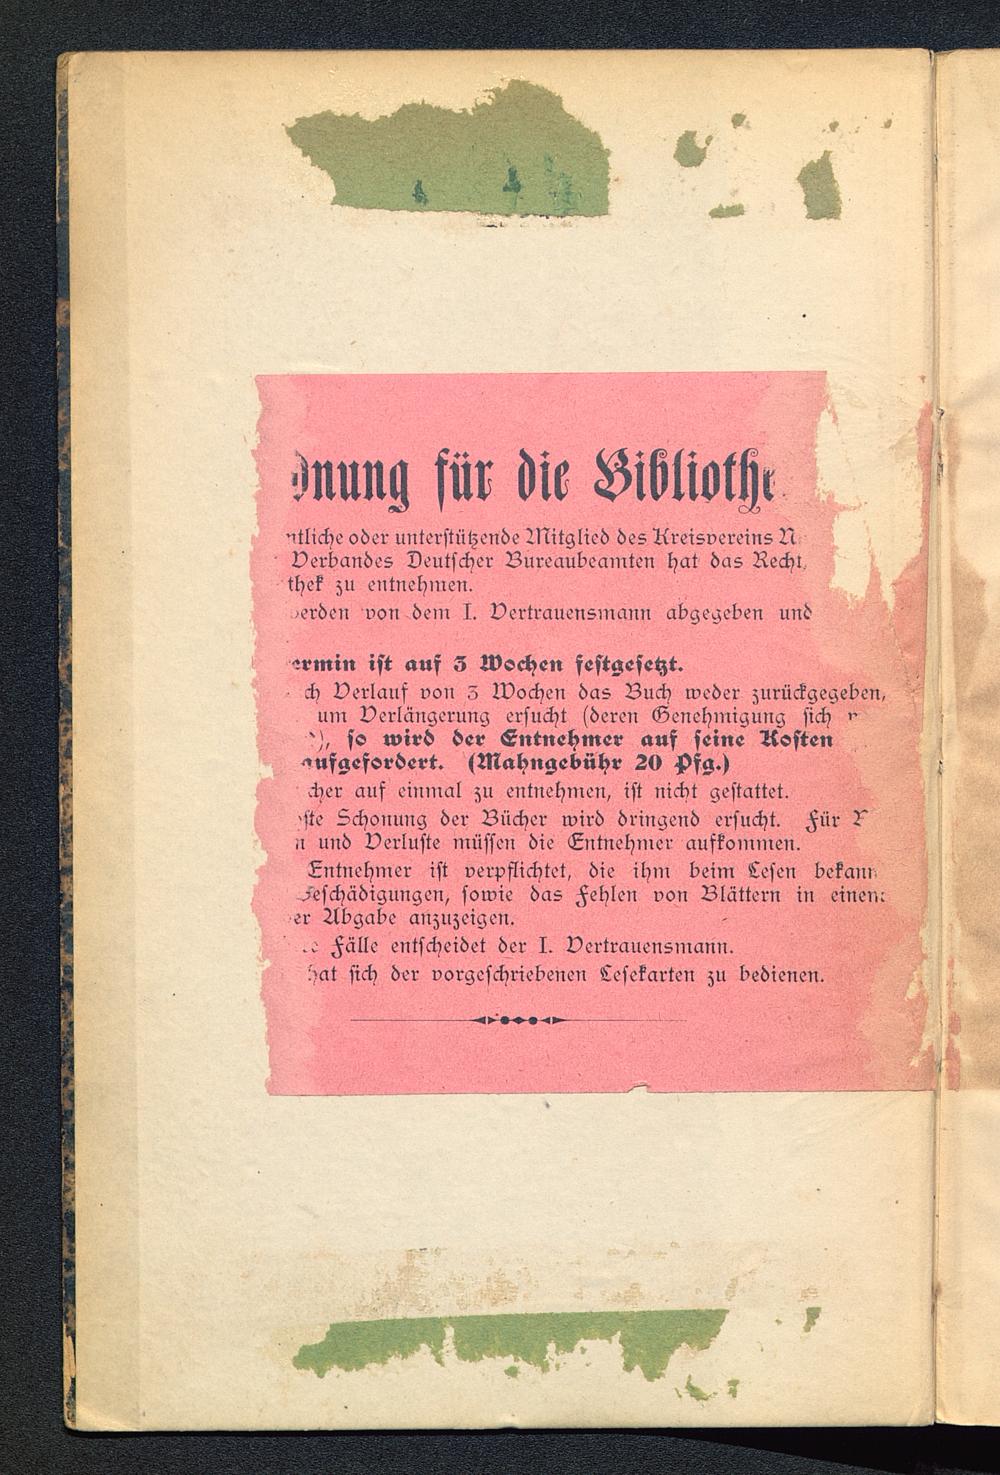 dnung für die Bibliothe
ntliche oder unterstützende Mitglied des Kreisvereins N
Verbandes Deutscher Bureaubeamten hat das Recht,
thek zu entnehmen.
werden von dem I. Vertrauensmann abgegeben und
ermin ist auf 3 Wochen festgesetzt.
ch Verlauf von 3 Wochen das Buch weder zurückgegeben,
um Verlängerung ersucht (deren Genehmigung sich
), so wird der Entnehmer auf seine Kosten
aufgefordert. (Mahngebühr 20 Pfg.)
cher auf einmal zu entnehmen, ist nicht gestattet.
ste Schonung der Bücher wird dringend ersucht. Für
n und Verluste müssen die Entnehmer aufkommen.
Entnehmer ist verpflichtet, die ihm beim Lesen bekann
Beschädigungen, sowie das Fehlen von Blättern in einem
er Abgabe anzuzeigen.
e Fälle entscheidet der I. Vertrauensmann.
hat sich der vorgeschriebenen Lesekarten zu bedienen.